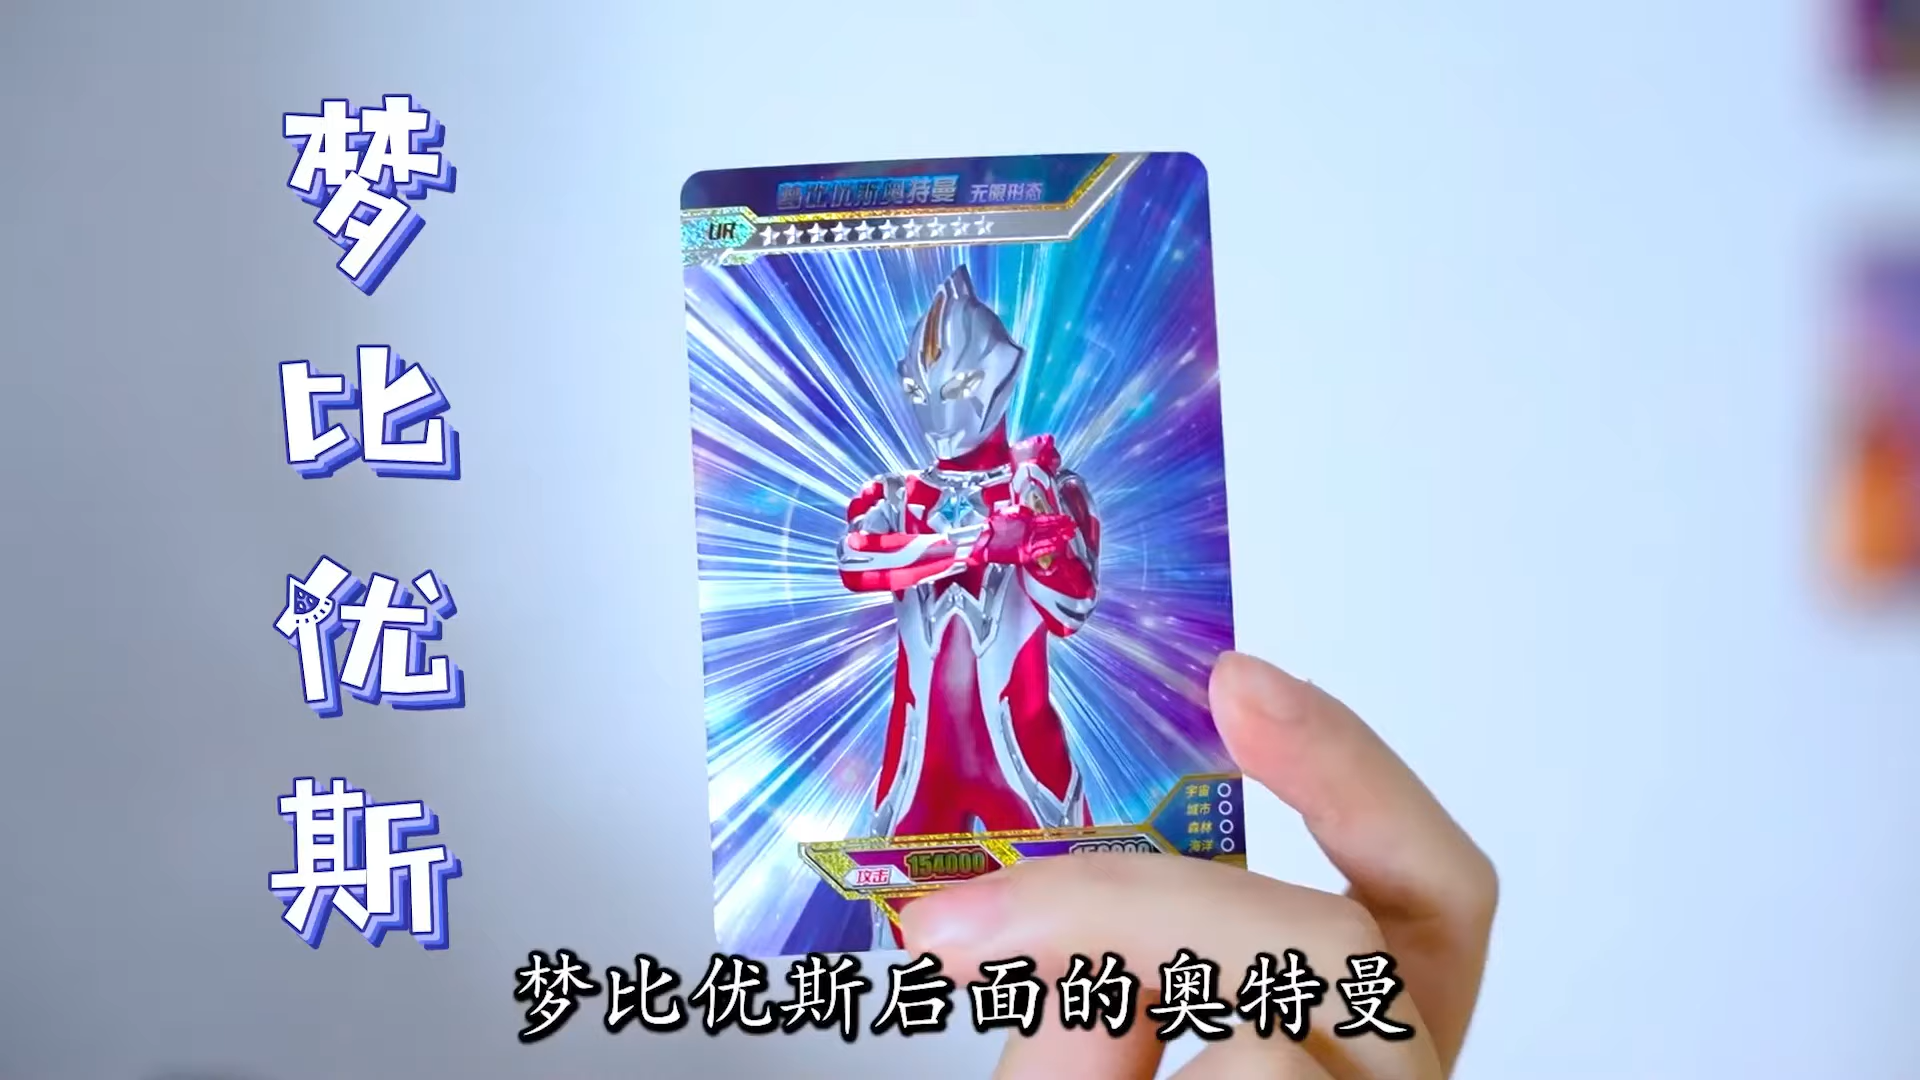 梦比优斯
梦比优斯奥特曼 无限形态
UR
宇宙
城市
森林
海洋
攻击 154000
梦比优斯后面的奥特曼